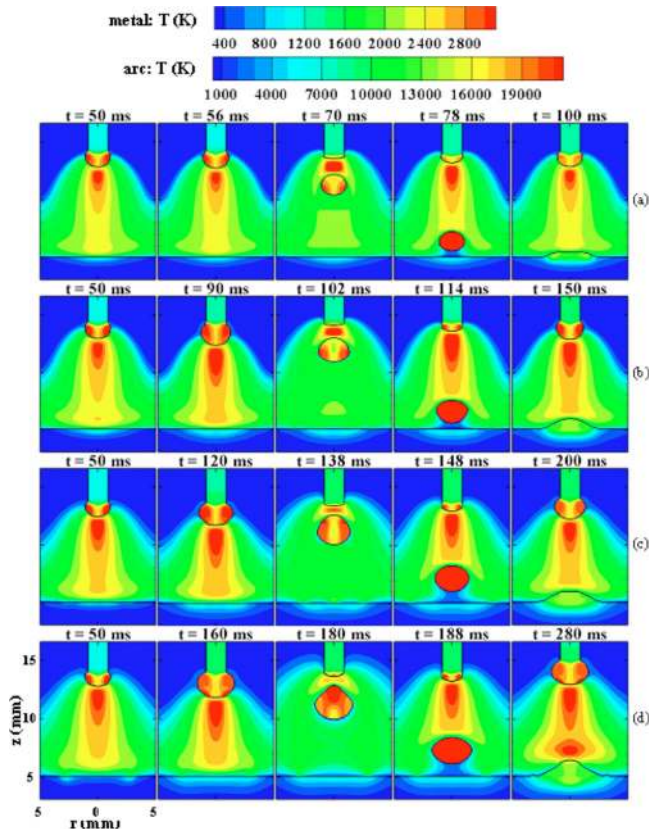 metal: T (K)
400 800 1200 1600 2000 2400 2800
arc: T (K)
1000 4000 7000 10000 13000 16000 19000
t = 50 ms t = 56 ms t = 70 ms t = 78 ms t = 100 ms
(a)
t = 50 ms t = 90 ms t = 102 ms t = 114 ms t = 150 ms
(b)
t = 50 ms t = 120 ms t = 138 ms t = 148 ms t = 200 ms
(c)
t = 50 ms t = 160 ms t = 180 ms t = 188 ms t = 280 ms
15
z (mm)
10
(d)
5
5 0 5
r (mm)